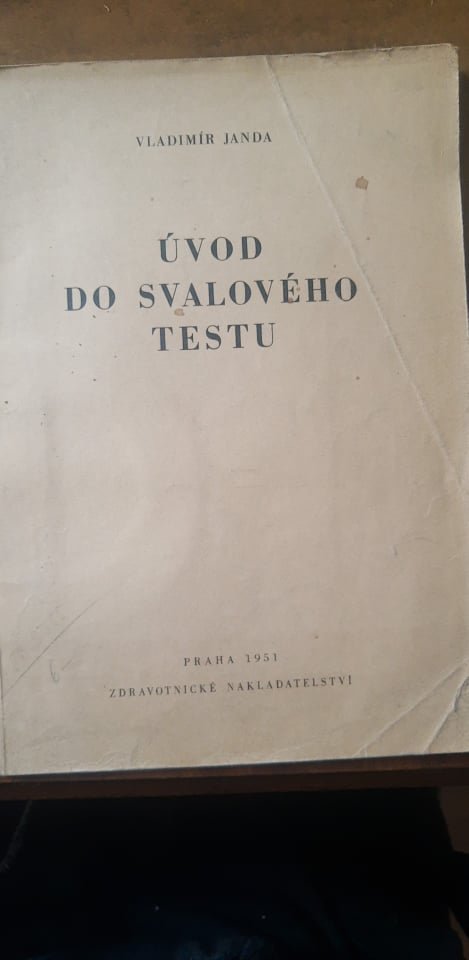 VLADIMÍR JANDA
ÚVOD
DO SVALOVÉHO
TESTU
PRAHA 1951
ZDRAVOTNICKÉ NAKLADATELSTVÍ